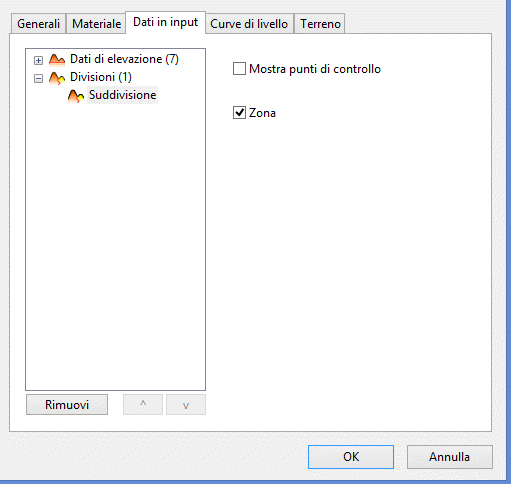 Generali Materiale Dati in input Curve di livello Terreno
Dati di elevazione (7)
Divisioni (1)
Suddivisione
Mostra punti di controllo
Zona
Rimuovi ^ v
OK Annulla